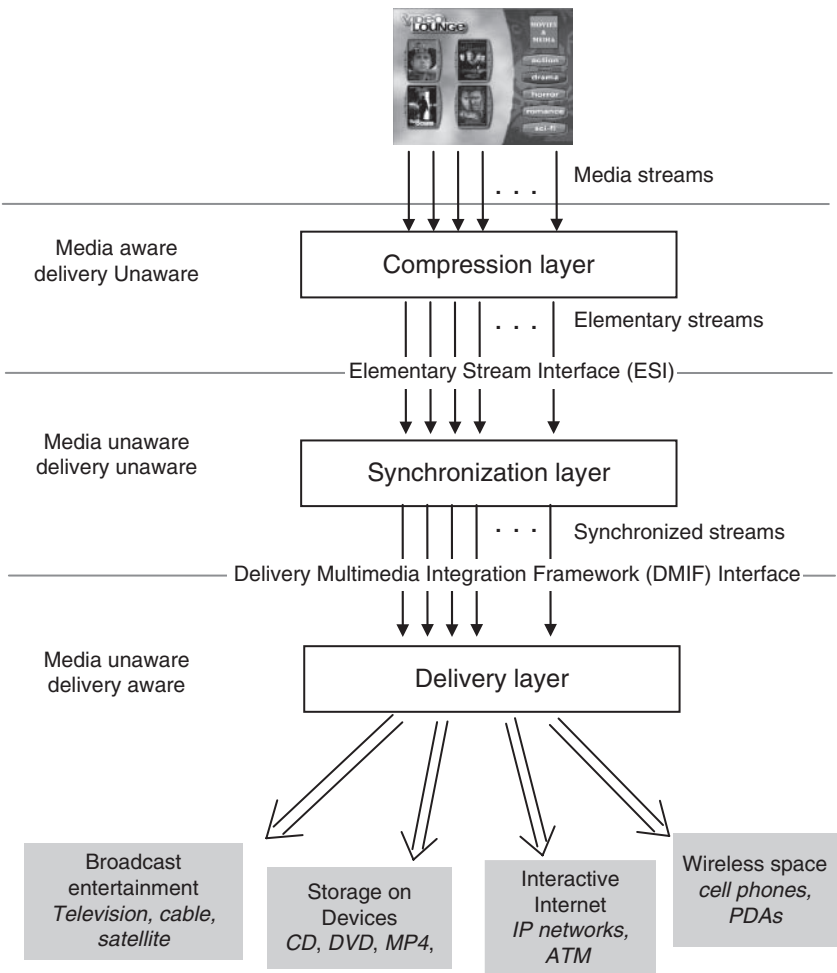 VIDEO
LOUNGE
MOVIES
&
MEDIA
action
drama
horror
romance
sci-fi
. . .
Media streams
Media aware
delivery Unaware
Compression layer
. . .
Elementary streams
Elementary Stream Interface (ESI)
Media unaware
delivery unaware
Synchronization layer
. . .
Synchronized streams
Delivery Multimedia Integration Framework (DMIF) Interface
Media unaware
delivery aware
Delivery layer
Broadcast
entertainment
Television, cable,
satellite
Storage on
Devices
CD, DVD, MP4,
Interactive
Internet
IP networks,
ATM
Wireless space
cell phones,
PDAs